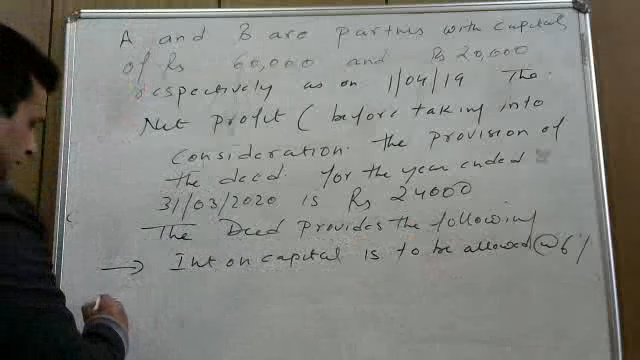 A and B are partners with capital
of Rs 60,000 and Rs 20,000
respectively as on 1/04/19 The
Net profit ( before taking into
consideration the provision of
the deed for the year ended
31/03/2020 is Rs 24000
The Deed provides the following
→ Int on capital is to be allowed @ 6%